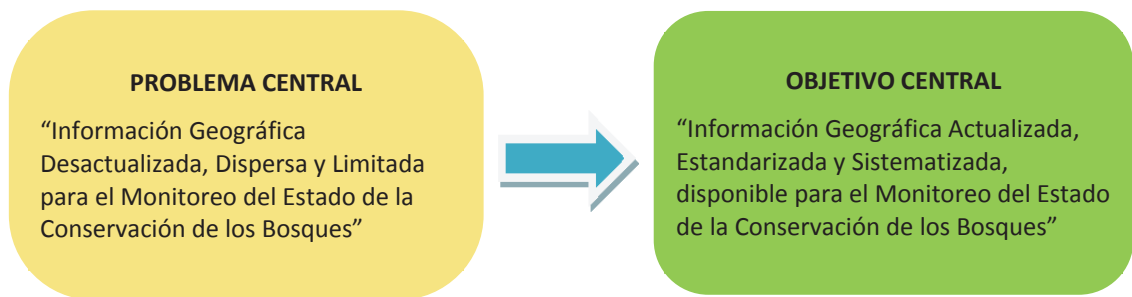 PROBLEMA CENTRAL
“Información Geográfica
Desactualizada, Dispersa y Limitada
para el Monitoreo del Estado de la
Conservación de los Bosques”
OBJETIVO CENTRAL
“Información Geográfica Actualizada,
Estandarizada y Sistematizada,
disponible para el Monitoreo del Estado
de la Conservación de los Bosques”